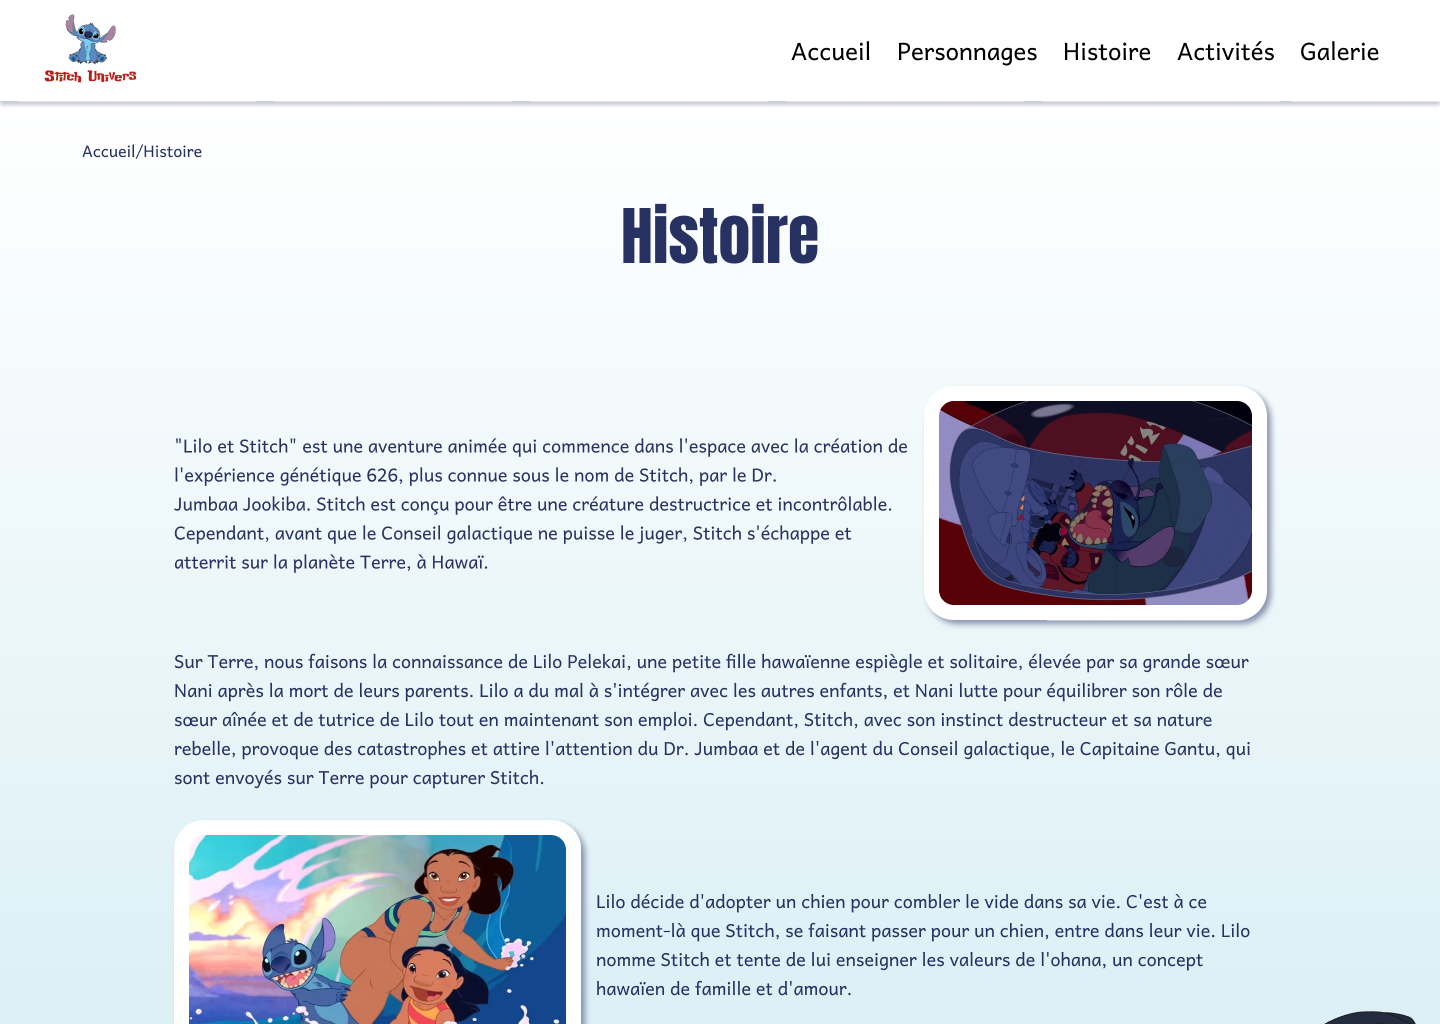 Stitch Univers
Accueil Personnages Histoire Activités Galerie
Accueil/Histoire
Histoire
"Lilo et Stitch" est une aventure animée qui commence dans l'espace avec la création de
l'expérience génétique 626, plus connue sous le nom de Stitch, par le Dr.
Jumbaa Jookiba. Stitch est conçu pour être une créature destructrice et incontrôlable.
Cependant, avant que le Conseil galactique ne puisse le juger, Stitch s'échappe et
atterrit sur la planète Terre, à Hawaï.
Sur Terre, nous faisons la connaissance de Lilo Pelekai, une petite fille hawaïenne espiègle et solitaire, élevée par sa grande sœur
Nani après la mort de leurs parents. Lilo a du mal à s'intégrer avec les autres enfants, et Nani lutte pour équilibrer son rôle de
sœur aînée et de tutrice de Lilo tout en maintenant son emploi. Cependant, Stitch, avec son instinct destructeur et sa nature
rebelle, provoque des catastrophes et attire l'attention du Dr. Jumbaa et de l'agent du Conseil galactique, le Capitaine Gantu, qui
sont envoyés sur Terre pour capturer Stitch.
Lilo décide d'adopter un chien pour combler le vide dans sa vie. C'est à ce
moment-là que Stitch, se faisant passer pour un chien, entre dans leur vie. Lilo
nomme Stitch et tente de lui enseigner les valeurs de l'ohana, un concept
hawaïen de famille et d'amour.